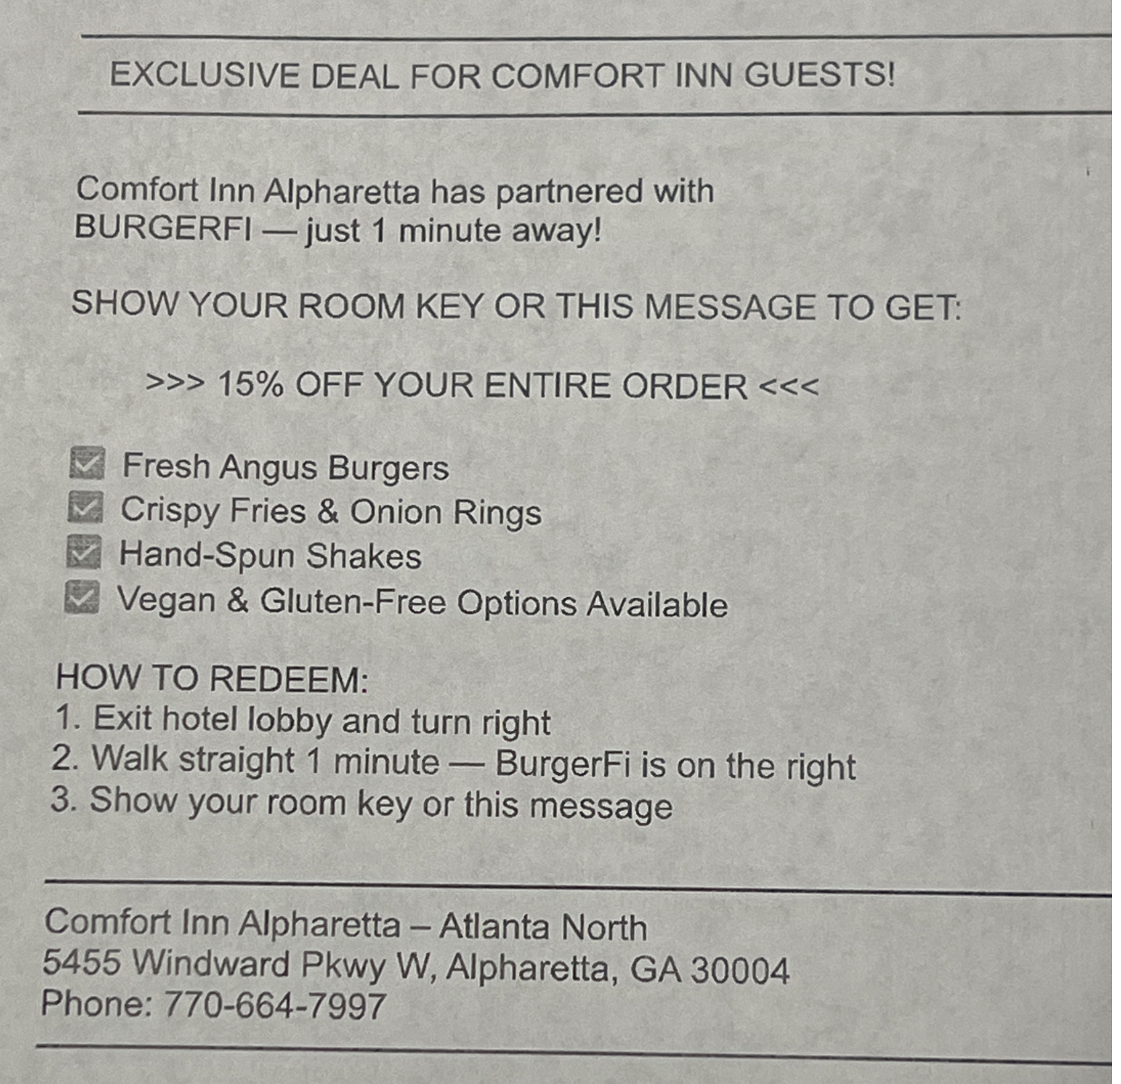 EXCLUSIVE DEAL FOR COMFORT INN GUESTS!
Comfort Inn Alpharetta has partnered with
BURGERFI — just 1 minute away!
SHOW YOUR ROOM KEY OR THIS MESSAGE TO GET:
>>> 15% OFF YOUR ENTIRE ORDER <<<
Fresh Angus Burgers
Crispy Fries & Onion Rings
Hand-Spun Shakes
Vegan & Gluten-Free Options Available
HOW TO REDEEM:
1. Exit hotel lobby and turn right
2. Walk straight 1 minute — BurgerFi is on the right
3. Show your room key or this message
Comfort Inn Alpharetta – Atlanta North
5455 Windward Pkwy W, Alpharetta, GA 30004
Phone: 770-664-7997